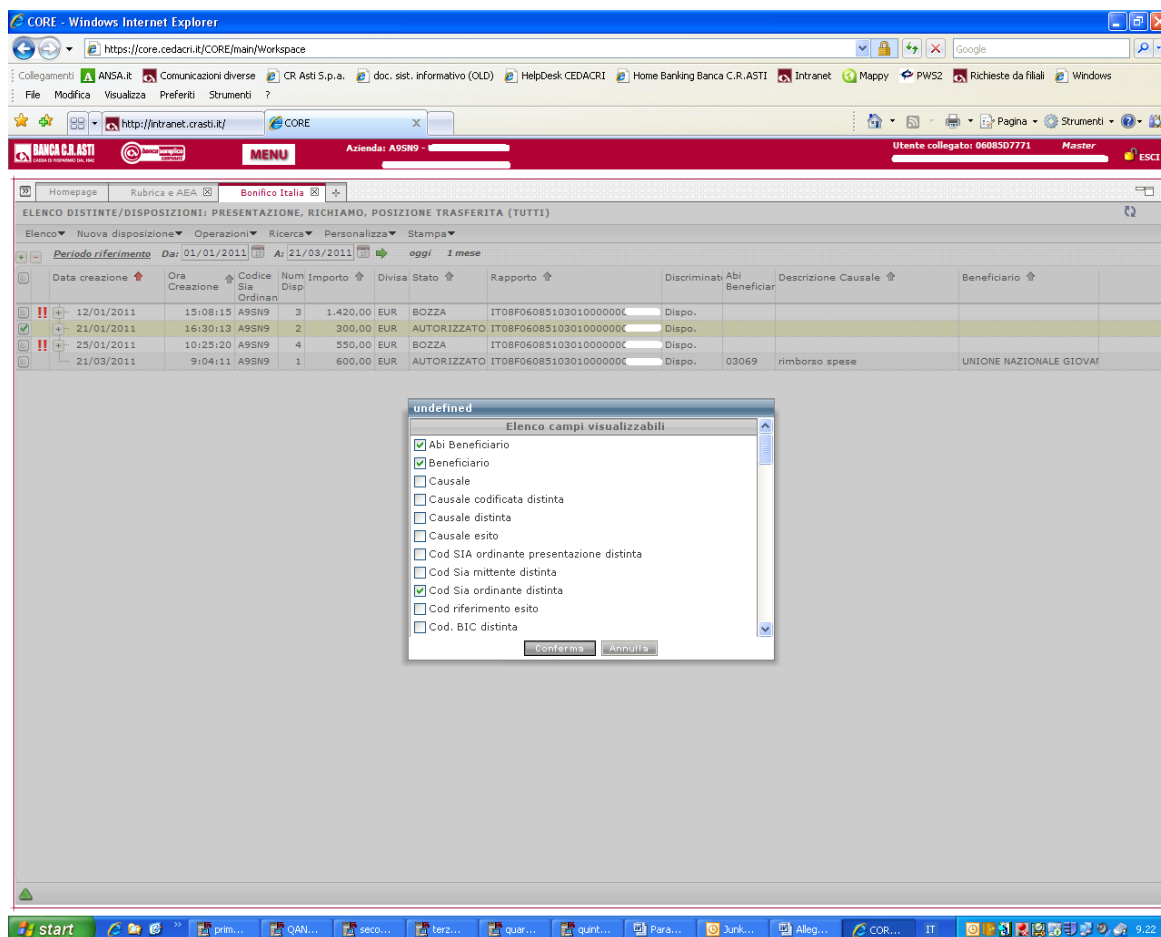 CORE - Windows Internet Explorer
https://core.cedacri.it/CORE/main/Workspace
Google
Collegamenti ANSA.it Comunicazioni diverse CR Asti S.p.a. doc. sist. informativo (OLD) HelpDesk CEDACRI Home Banking Banca C.R.ASTI Intranet Mappy PWS2 Richieste da filiali Windows
File Modifica Visualizza Preferiti Strumenti ?
http://intranet.crasti.it/ CORE Pagina Strumenti
BANCA C.R. ASTI MENU Azienda: A9SN9 - Utente collegato: 06085D7771 Master
ESCI
Homepage Rubrica e AEA Bonifico Italia
ELENCO DISTINTE/DISPOSIZIONI: PRESENTAZIONE, RICHIAMO, POSIZIONE TRASFERITA (TUTTI)
Elenco Nuova disposizione Operazioni Ricerca Personalizza Stampa
Periodo riferimento Da: 01/01/2011 A: 21/03/2011 oggi 1 mese
Data creazione Ora Creazione Codice Sia Ordinan Num Disp Importo Divisa Stato Rapporto Discriminat Abi Beneficiar Descrizione Causale Beneficiario
!! 12/01/2011 15:08:15 A9SN9 3 1.420,00 EUR BOZZA IT08F0608510301000000 Dispo.
21/01/2011 16:30:13 A9SN9 2 300,00 EUR AUTORIZZATO IT08F0608510301000000 Dispo.
!! 25/01/2011 10:25:20 A9SN9 4 550,00 EUR BOZZA IT08F0608510301000000 Dispo.
21/03/2011 9:04:11 A9SN9 1 600,00 EUR AUTORIZZATO IT08F0608510301000000 Dispo. 03069 rimborso spese UNIONE NAZIONALE GIOVA
undefined
Elenco campi visualizzabili
Abi Beneficiario
Beneficiario
Causale
Causale codificata distinta
Causale distinta
Causale esito
Cod SIA ordinante presentazione distinta
Cod Sia mittente distinta
Cod Sia ordinante distinta
Cod riferimento esito
Cod. BIC distinta
Conferma Annulla
start prim... QAN... seco... terz... quar... quint... Para... Junk... Alleg... COR... IT 9.22